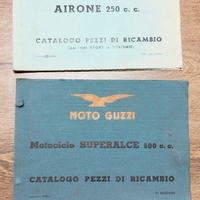 AIRONE 250 c. c.
CATALOGO PEZZI DI RICAMBIO
MOTO GUZZI
Motociclo SUPERALCE 500 c. c.
CATALOGO PEZZI DI RICAMBIO